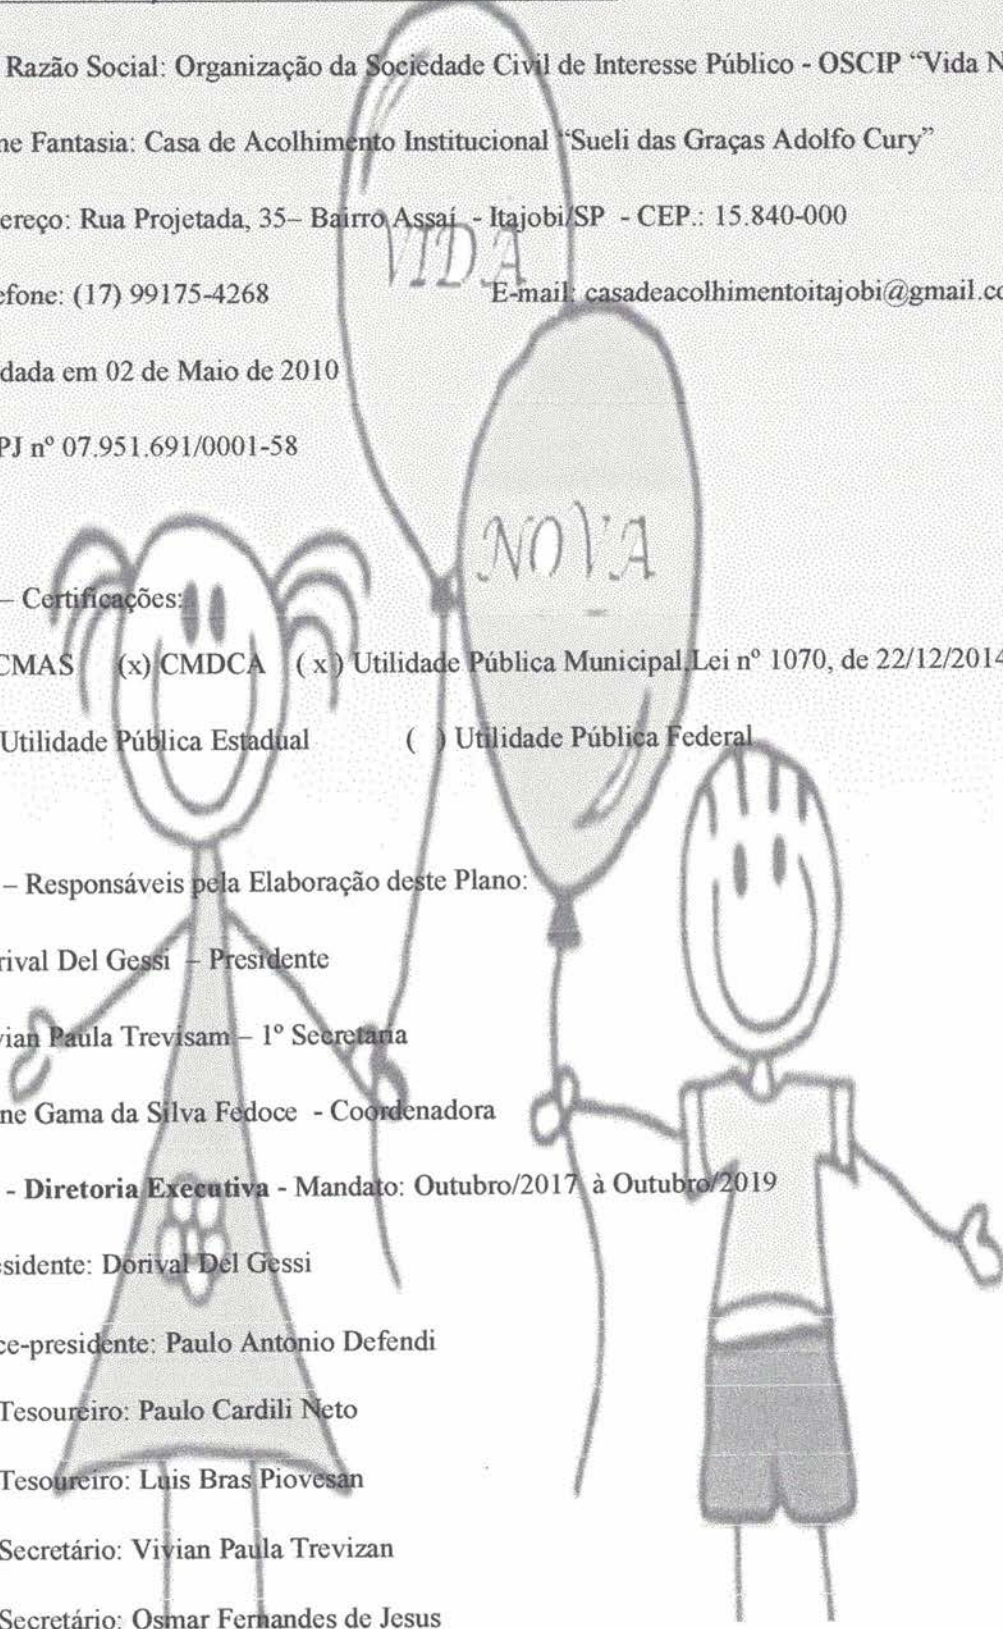 Razão Social: Organização da Sociedade Civil de Interesse Público - OSCIP “Vida N
ne Fantasia: Casa de Acolhimento Institucional “Sueli das Graças Adolfo Cury”
ereço: Rua Projetada, 35– Bairro Assaí - Itajobi/SP - CEP.: 15.840-000
VIDA
efone: (17) 99175-4268 E-mail: casadeacolhimentoitajobi@gmail.co
dada em 02 de Maio de 2010
PJ nº 07.951.691/0001-58
NOVA
– Certificações:
CMAS (x) CMDCA ( x ) Utilidade Pública Municipal Lei nº 1070, de 22/12/2014
Utilidade Pública Estadual ( ) Utilidade Pública Federal
– Responsáveis pela Elaboração deste Plano:
rival Del Gessi – Presidente
vian Paula Trevisam – 1º Secretaria
ne Gama da Silva Fedoce - Coordenadora
- Diretoria Executiva - Mandato: Outubro/2017 à Outubro/2019
sidente: Dorival Del Gessi
ce-presidente: Paulo Antonio Defendi
Tesoureiro: Paulo Cardili Neto
Tesoureiro: Luis Bras Piovesan
Secretário: Vivian Paula Trevizan
Secretário: Osmar Fernandes de Jesus